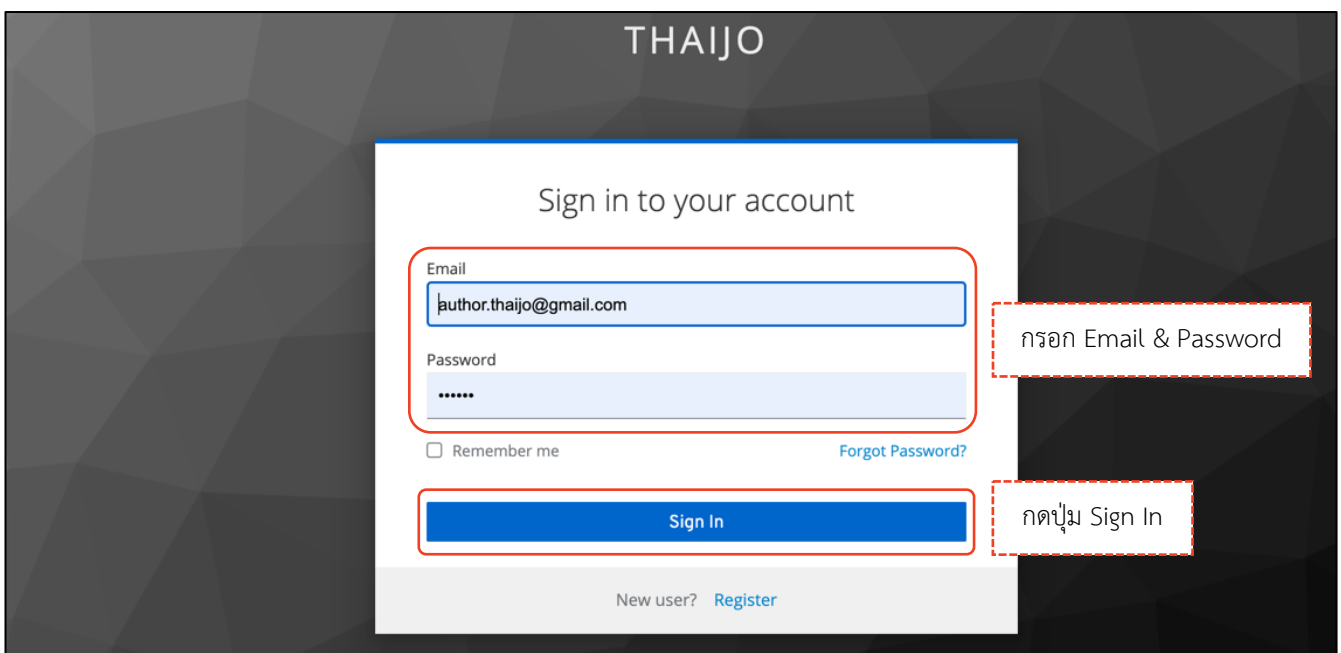 THAIJO
Sign in to your account
Email
author.thaijo@gmail.com
กรอก Email & Password
Password
••••••
Remember me
Forgot Password?
Sign In
กดปุ่ม Sign In
New user? Register